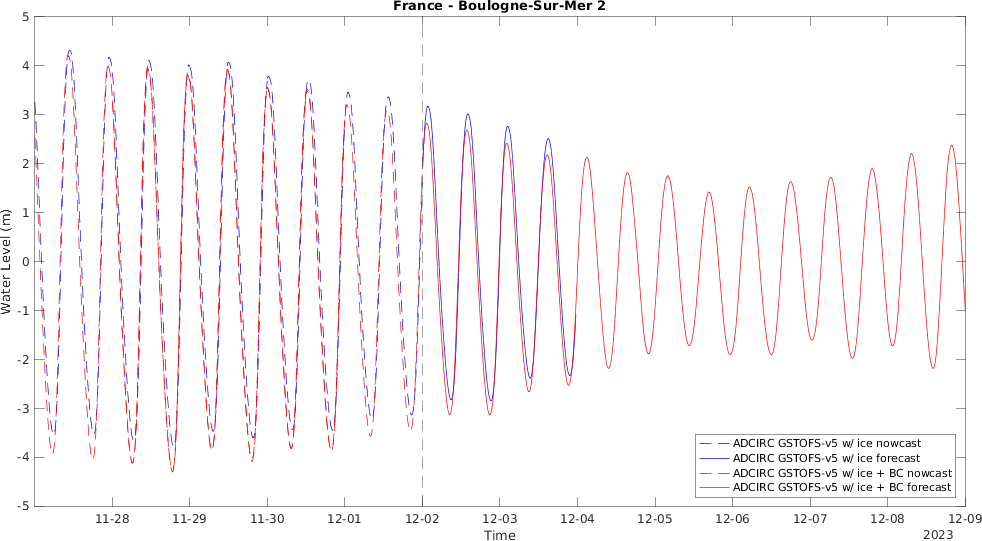 France - Boulogne-Sur-Mer 2
5
4
3
2
1
0
-1
-2
-3
-4
-5
Water Level (m)
ADCIRC GSTOFS-v5 w/ ice nowcast
ADCIRC GSTOFS-v5 w/ ice forecast
ADCIRC GSTOFS-v5 w/ ice + BC nowcast
ADCIRC GSTOFS-v5 w/ ice + BC forecast
11-28 11-29 11-30 12-01 12-02 12-03 12-04 12-05 12-06 12-07 12-08 12-09
Time 2023